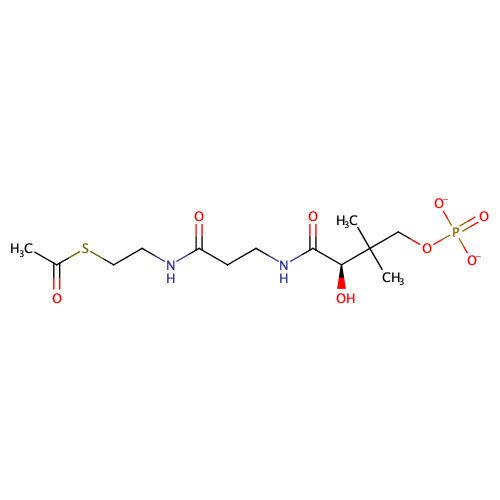 O⁻
O O H₃C P O
H₃C S O O⁻
N H N H CH₃
O OH